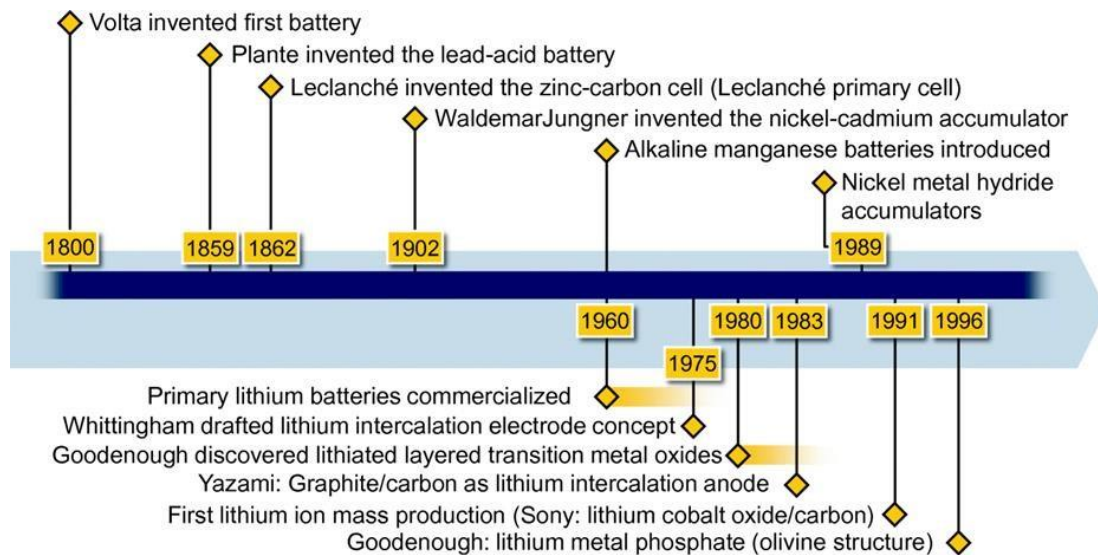 Volta invented first battery
Plante invented the lead-acid battery
Leclanché invented the zinc-carbon cell (Leclanché primary cell)
WaldemarJungner invented the nickel-cadmium accumulator
Alkaline manganese batteries introduced
Nickel metal hydride
accumulators
1800
1859
1862
1902
1989
1960
1975
1980
1983
1991
1996
Primary lithium batteries commercialized
Whittingham drafted lithium intercalation electrode concept
Goodenough discovered lithiated layered transition metal oxides
Yazami: Graphite/carbon as lithium intercalation anode
First lithium ion mass production (Sony: lithium cobalt oxide/carbon)
Goodenough: lithium metal phosphate (olivine structure)